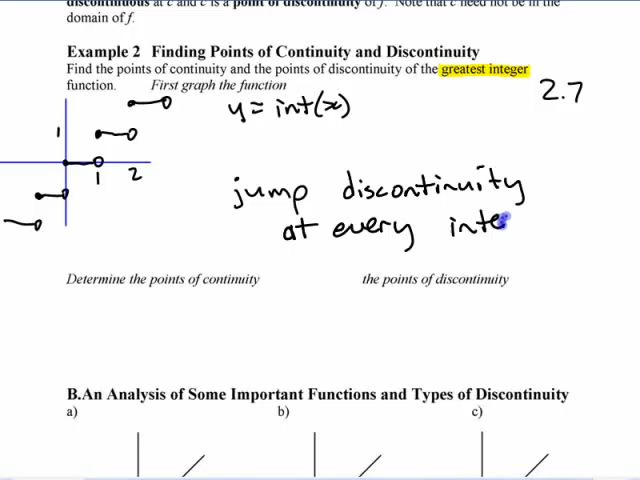 discontinuous at c and c is a point of discontinuity of f. Note that c need not be in the
domain of f.
Example 2 Finding Points of Continuity and Discontinuity
Find the points of continuity and the points of discontinuity of the greatest integer
function. First graph the function
y = int(x)
2.7
1
1 2
jump discontinuity
at every inte
Determine the points of continuity the points of discontinuity
B.An Analysis of Some Important Functions and Types of Discontinuity
a) b) c)